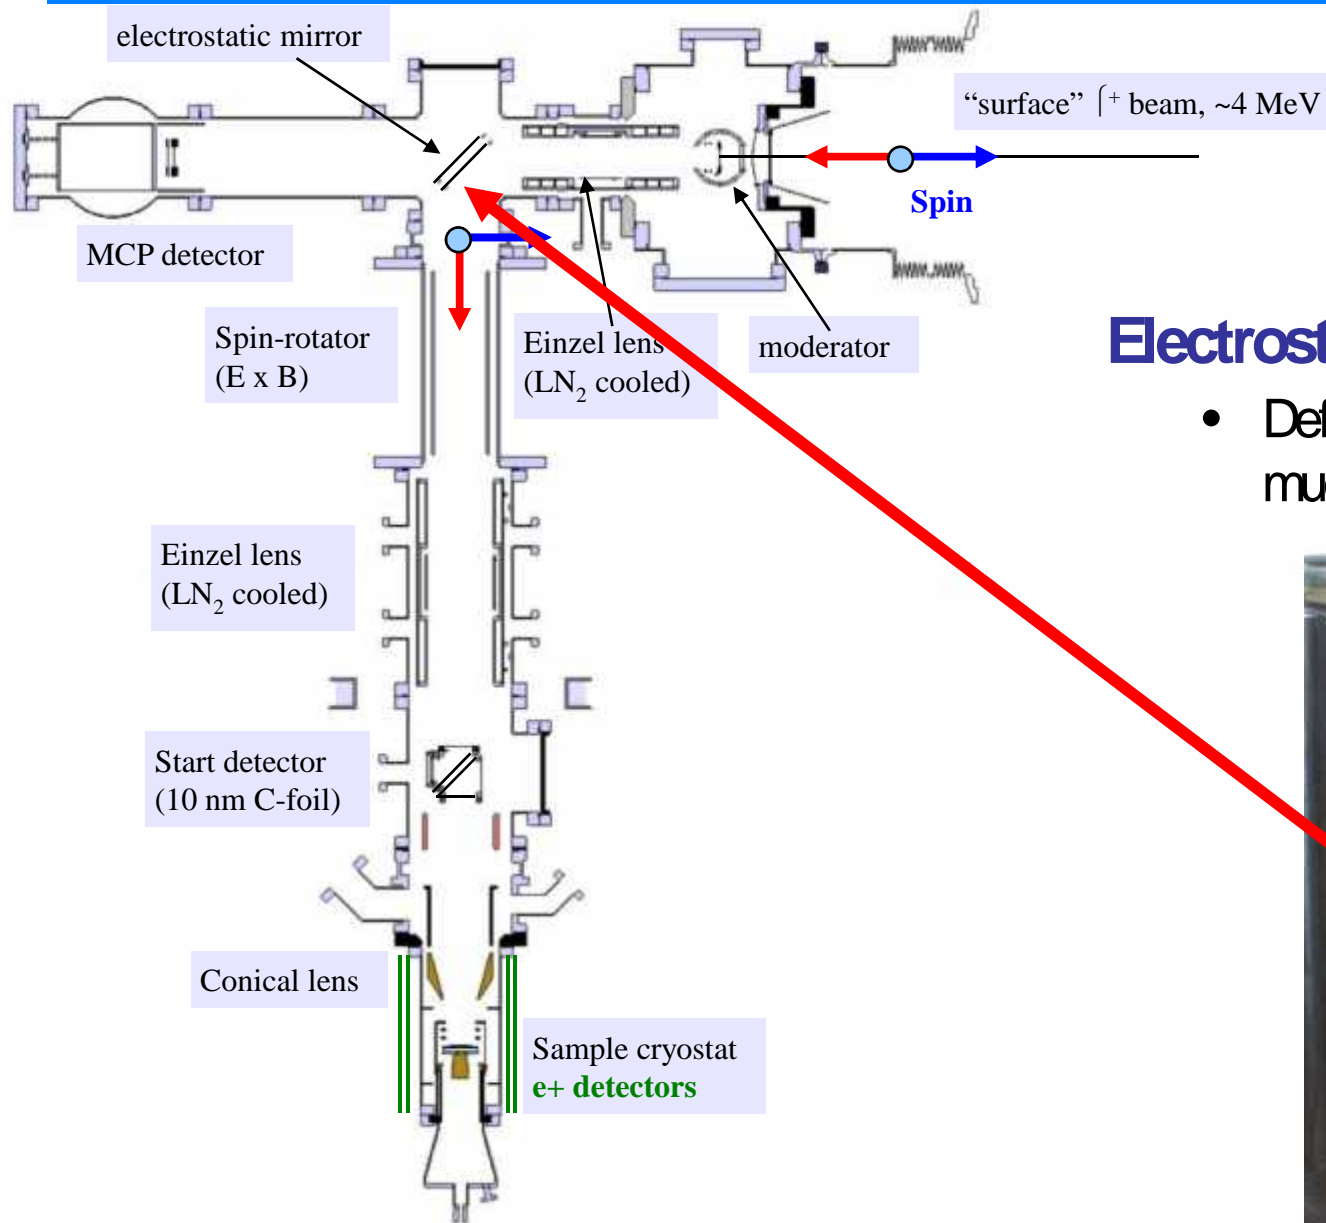 electrostatic mirror
“surface” ⌠⁺ beam, ~4 MeV
Spin
MCP detector
Spin-rotator
(E x B)
Einzel lens
(LN₂ cooled)
moderator
Electrost
• Def
Einzel lens
(LN₂ cooled)
Start detector
(10 nm C-foil)
Conical lens
Sample cryostat
e+ detectors